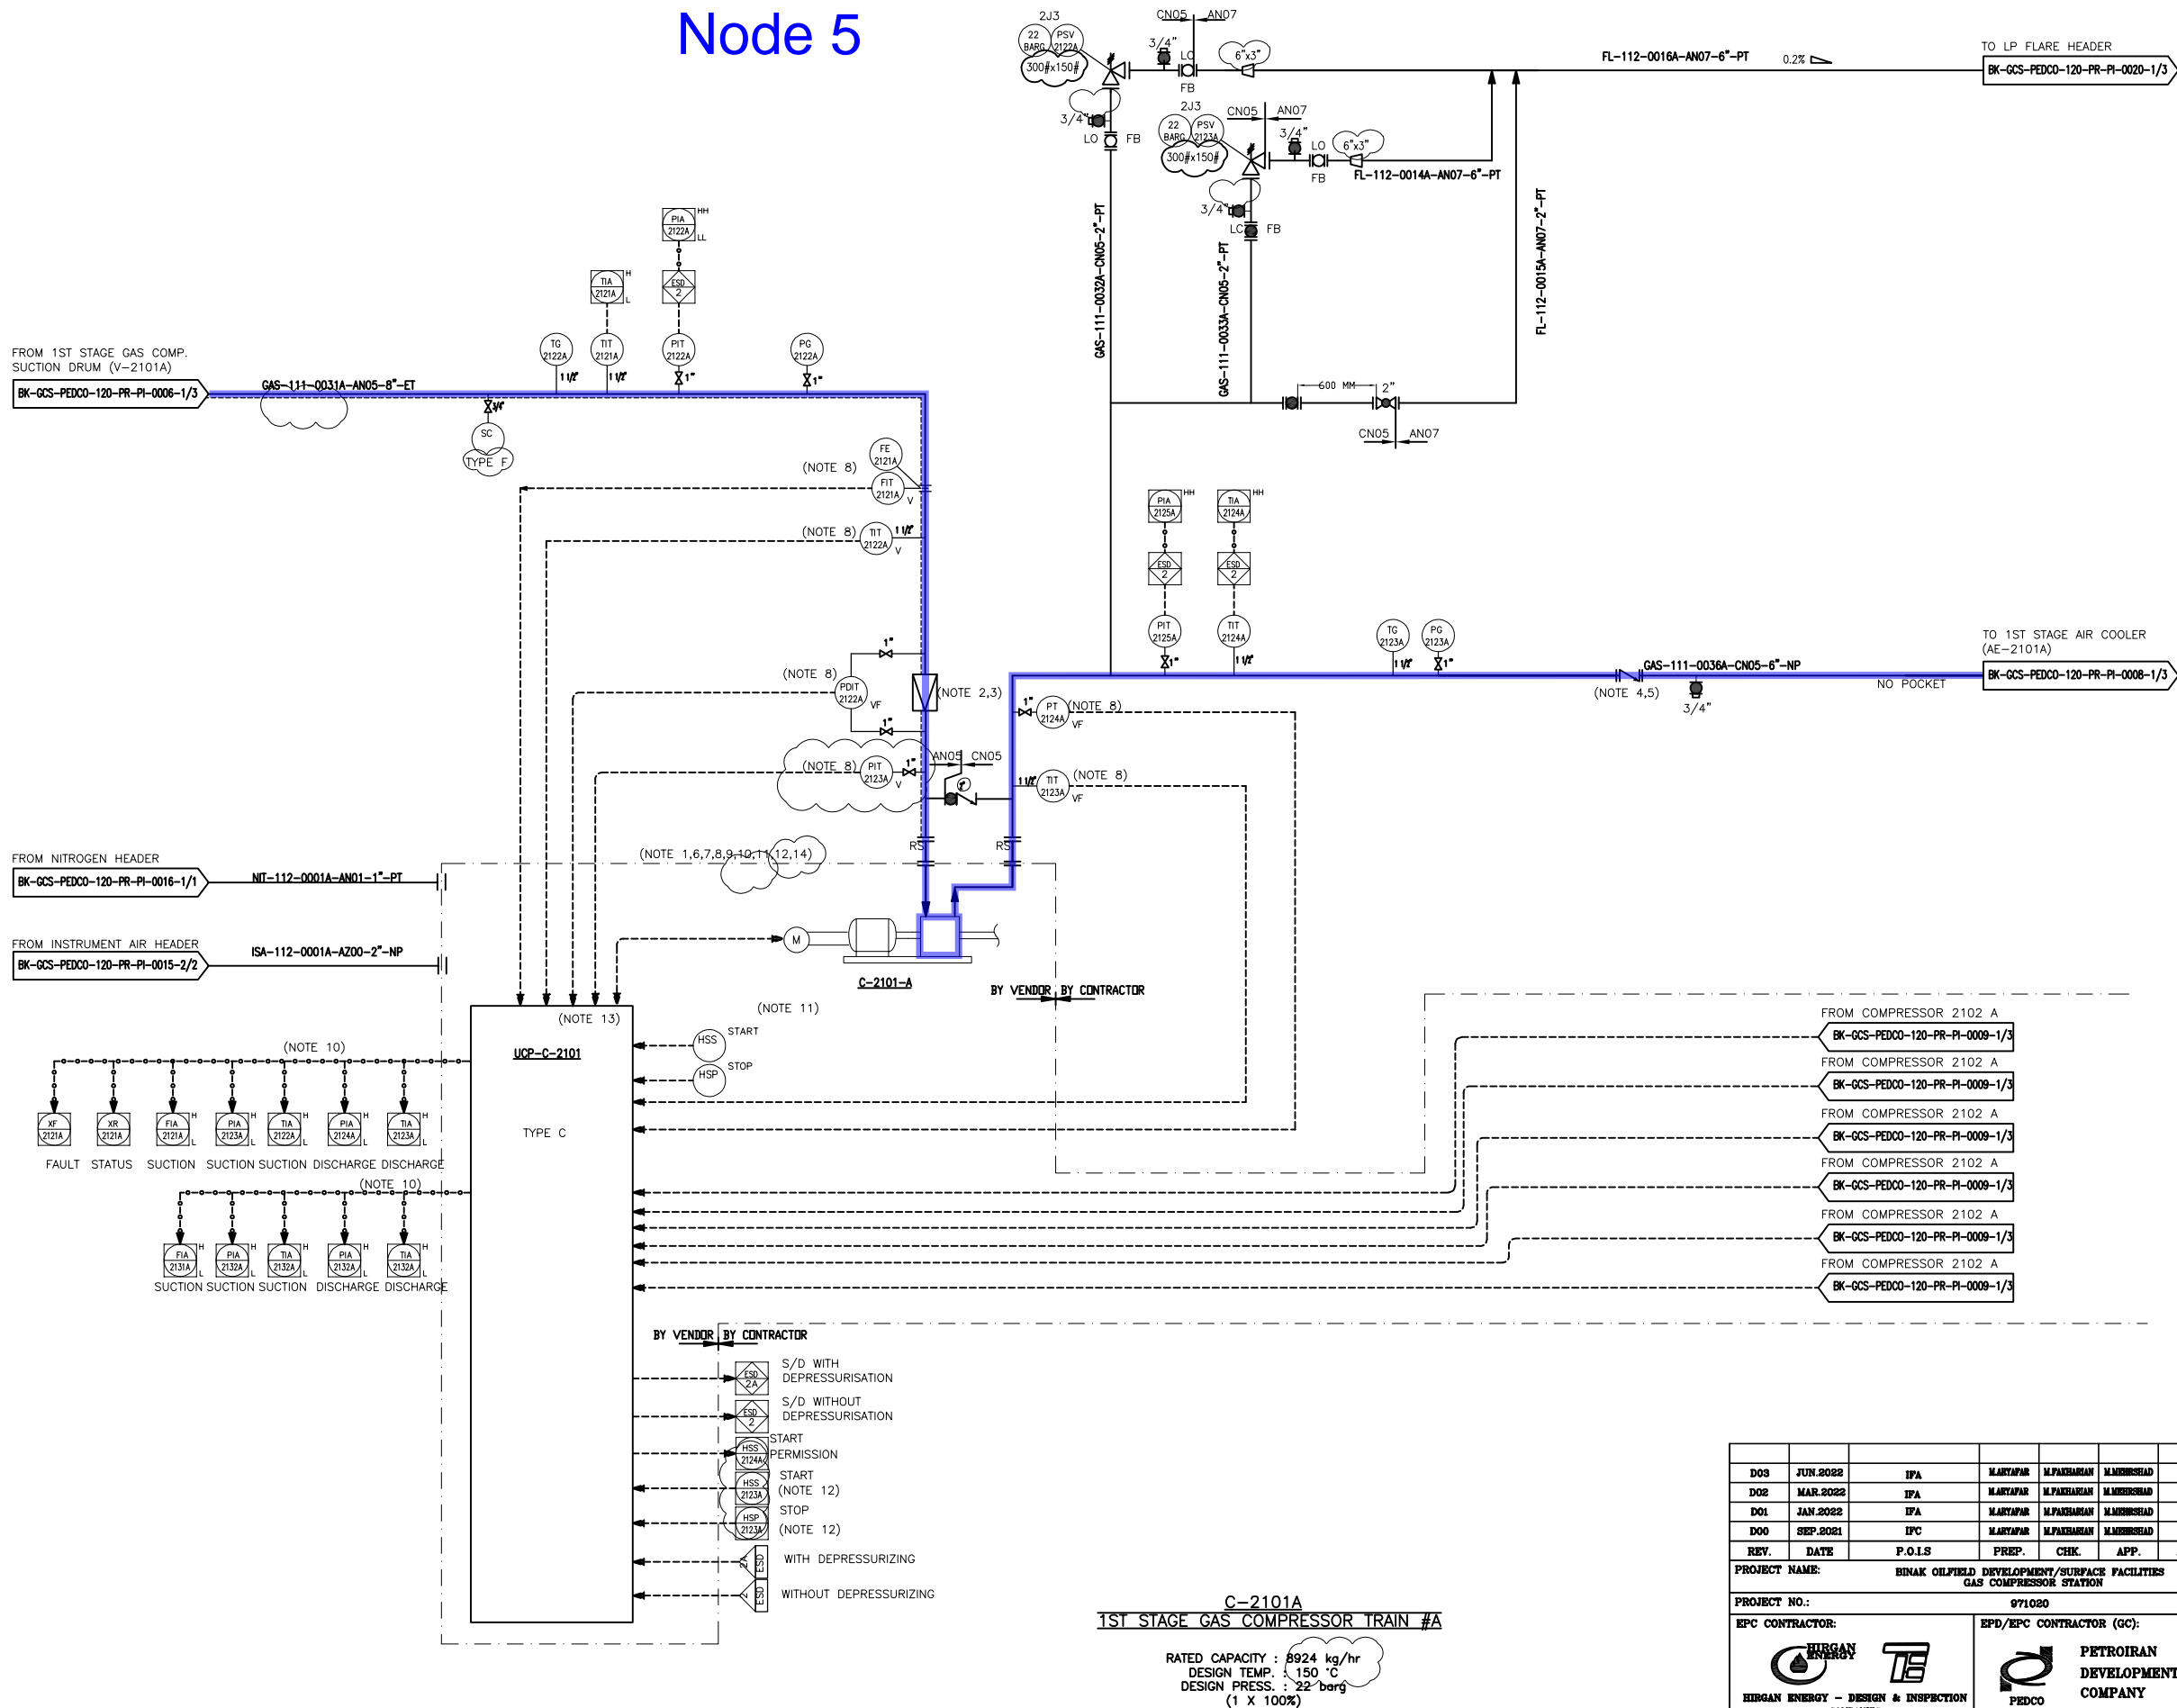 Node 5
2J3
22 BARG
PSV 2122A
300#x150#
3/4"
CN05
AN07
LO
FB
6"x3"
FL-112-0016A-AN07-6"-PT
0.2%
TO LP FLARE HEADER
BK-GCS-PEDCO-120-PR-PI-0020-1/3
3/4"
LO
FB
2J3
22 BARG
PSV 2123A
300#x150#
CN05
AN07
3/4"
LO
FB
6"x3"
FL-112-0014A-AN07-6"-PT
3/4"
LC
FB
GAS-111-0032A-CN05-2"-PT
GAS-111-0033A-CN05-2"-PT
FL-112-0015A-AN07-2"-PT
600 MM
2"
CN05
AN07
PIA 2122A
HH
LL
TIA 2121A
H
L
ESD 2
FROM 1ST STAGE GAS COMP.
SUCTION DRUM (V-2101A)
BK-GCS-PEDCO-120-PR-PI-0006-1/3
GAS-111-0031A-AN05-8"-ET
TG 2122A
1 1/2"
TIT 2121A
1 1/2"
PIT 2122A
1"
PG 2122A
1"
3/4"
SC
TYPE F
FE 2121A
(NOTE 8)
FIT 2121A
V
(NOTE 8)
TIT 2122A
1 1/2"
V
PIA 2125A
HH
TIA 2124A
HH
ESD 2
ESD 2
PIT 2125A
1"
TIT 2124A
1 1/2"
TG 2123A
1 1/2"
PG 2123A
1"
GAS-111-0036A-CN05-6"-NP
(NOTE 4,5)
3/4"
NO POCKET
TO 1ST STAGE AIR COOLER
(AE-2101A)
BK-GCS-PEDCO-120-PR-PI-0008-1/3
1"
(NOTE 8)
PDIT 2122A
VF
1"
(NOTE 2,3)
1"
PT 2124A
(NOTE 8)
VF
(NOTE 8)
PIT 2123A
1"
V
AN05
CN05
2"
1 1/2"
TIT 2123A
(NOTE 8)
VF
RS
RS
(NOTE 1,6,7,8,9,10,11,12,14)
FROM NITROGEN HEADER
BK-GCS-PEDCO-120-PR-PI-0016-1/1
NIT-112-0001A-AN01-1"-PT
FROM INSTRUMENT AIR HEADER
BK-GCS-PEDCO-120-PR-PI-0015-2/2
ISA-112-0001A-AZ00-2"-NP
M
C-2101-A
BY VENDOR
BY CONTRACTOR
(NOTE 13)
UCP-C-2101
TYPE C
(NOTE 11)
HSS
START
HSP
STOP
(NOTE 10)
XF 2121A
XR 2121A
FIA 2121A
H
PIA 2123A
H
L
TIA 2122A
H
L
PIA 2124A
H
L
TIA 2123A
H
L
FAULT
STATUS
SUCTION
SUCTION
SUCTION
DISCHARGE
DISCHARGE
(NOTE 10)
FIA 2131A
H
L
PIA 2132A
H
L
TIA 2132A
H
L
PIA 2132A
H
L
TIA 2132A
H
L
SUCTION
SUCTION
SUCTION
DISCHARGE
DISCHARGE
FROM COMPRESSOR 2102 A
BK-GCS-PEDCO-120-PR-PI-0009-1/3
FROM COMPRESSOR 2102 A
BK-GCS-PEDCO-120-PR-PI-0009-1/3
FROM COMPRESSOR 2102 A
BK-GCS-PEDCO-120-PR-PI-0009-1/3
FROM COMPRESSOR 2102 A
BK-GCS-PEDCO-120-PR-PI-0009-1/3
FROM COMPRESSOR 2102 A
BK-GCS-PEDCO-120-PR-PI-0009-1/3
FROM COMPRESSOR 2102 A
BK-GCS-PEDCO-120-PR-PI-0009-1/3
BY VENDOR
BY CONTRACTOR
ESD 2A
S/D WITH
DEPRESSURISATION
ESD 2
S/D WITHOUT
DEPRESSURISATION
HSS 2124A
START
PERMISSION
HSS 2123A
START
(NOTE 12)
HSP 2123A
STOP
(NOTE 12)
2A ESD
WITH DEPRESSURIZING
2 ESD
WITHOUT DEPRESSURIZING
C-2101A
1ST STAGE GAS COMPRESSOR TRAIN #A
RATED CAPACITY : 8924 kg/hr
DESIGN TEMP. : 150 °C
DESIGN PRESS. : 22 barg
(1 X 100%)
D03 JUN.2022 IFA M.ARYAFAR M.FAKHARIAN M.MEHRSHAD
D02 MAR.2022 IFA M.ARYAFAR M.FAKHARIAN M.MEHRSHAD
D01 JAN.2022 IFA M.ARYAFAR M.FAKHARIAN M.MEHRSHAD
D00 SEP.2021 IFC M.ARYAFAR M.FAKHARIAN M.MEHRSHAD
REV. DATE P.O.I.S PREP. CHK. APP.
PROJECT NAME: BINAK OILFIELD DEVELOPMENT/SURFACE FACILITIES
GAS COMPRESSOR STATION
PROJECT NO.: 971020
EPC CONTRACTOR:
HIRGAN ENERGY
HIRGAN ENERGY - DESIGN & INSPECTION
EPD/EPC CONTRACTOR (GC):
PEDCO
PETROIRAN
DEVELOPMENT
COMPANY